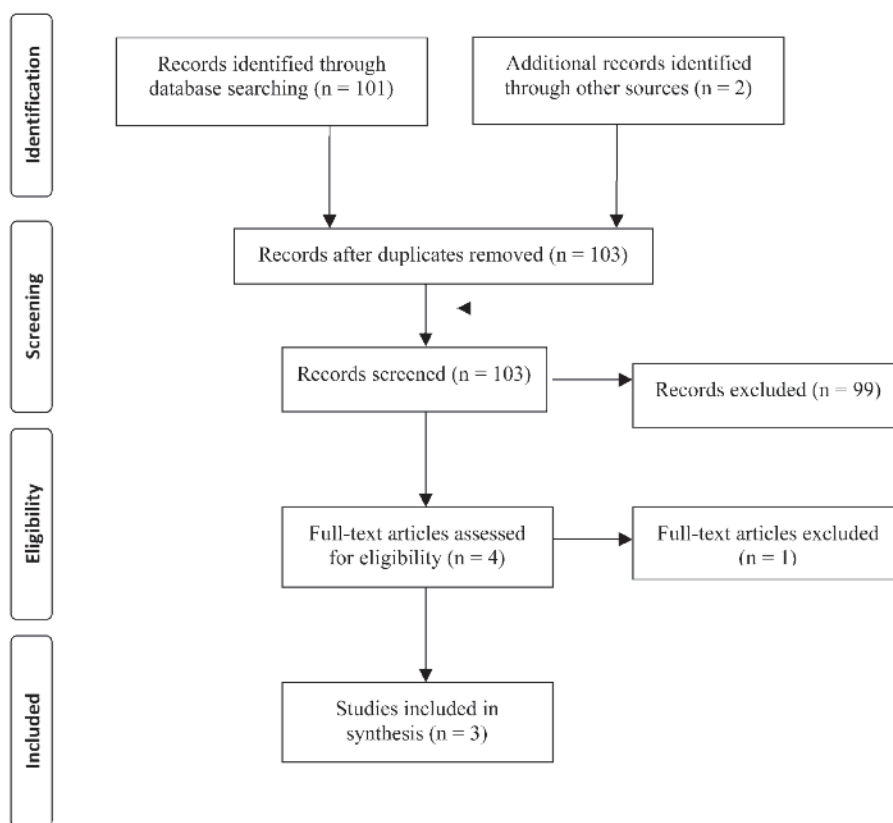 Identification
Records identified through
database searching (n = 101)
Additional records identified
through other sources (n = 2)
Screening
Records after duplicates removed (n = 103)
Records screened (n = 103)
Records excluded (n = 99)
Eligibility
Full-text articles assessed
for eligibility (n = 4)
Full-text articles excluded
(n = 1)
Included
Studies included in
synthesis (n = 3)